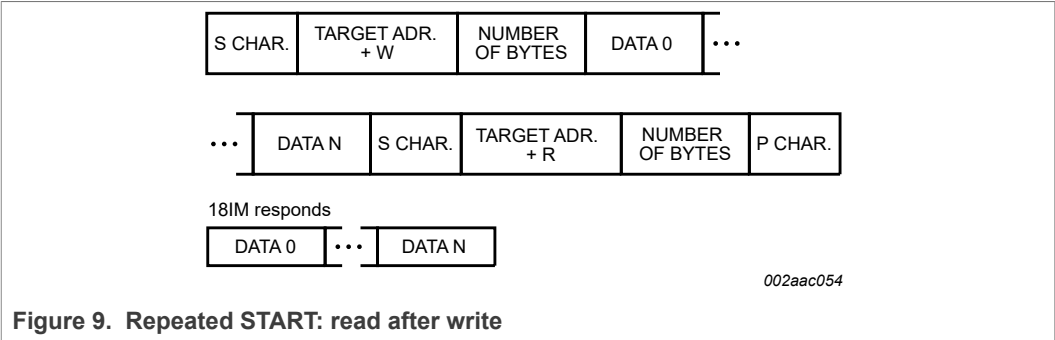 S CHAR. TARGET ADR. + W NUMBER OF BYTES DATA 0 •••
••• DATA N S CHAR. TARGET ADR. + R NUMBER OF BYTES P CHAR.
18IM responds
DATA 0 ••• DATA N
002aac054
Figure 9. Repeated START: read after write